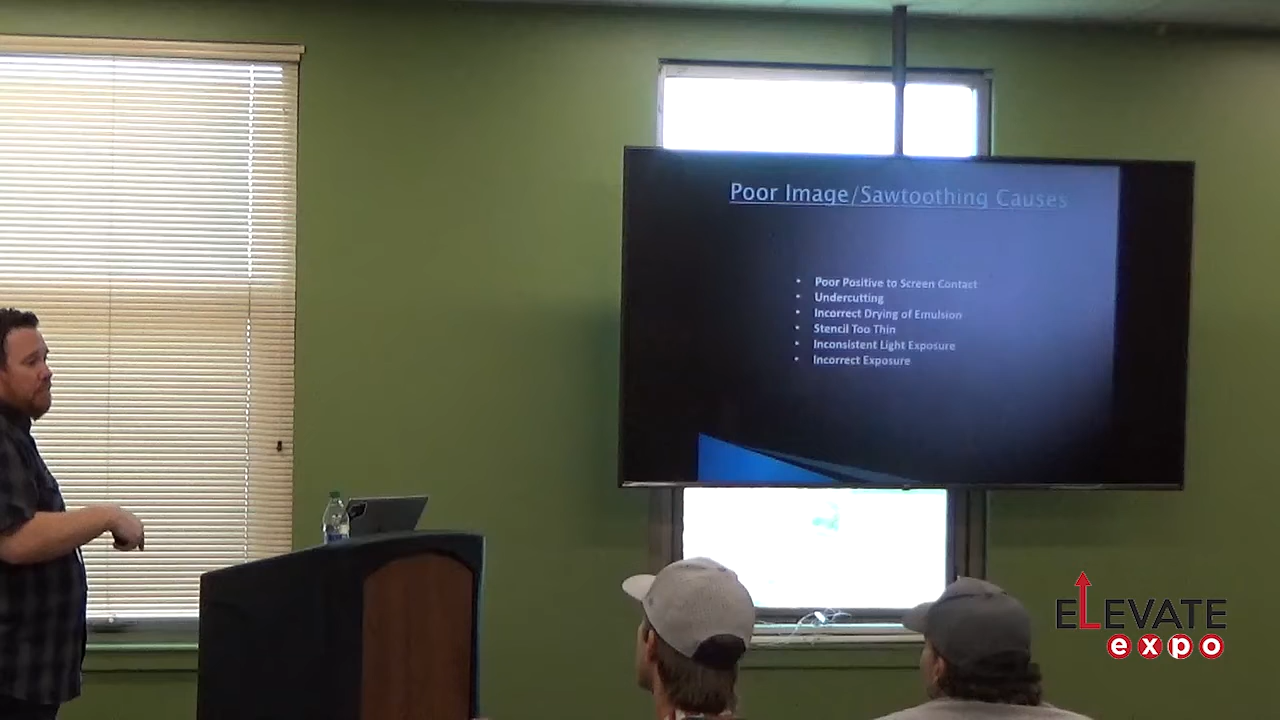 Poor Image/Sawtoothing Causes
• Poor Positive to Screen Contact
• Undercutting
• Incorrect Drying of Emulsion
• Stencil Too Thin
• Inconsistent Light Exposure
• Incorrect Exposure
ELEVATE
expo